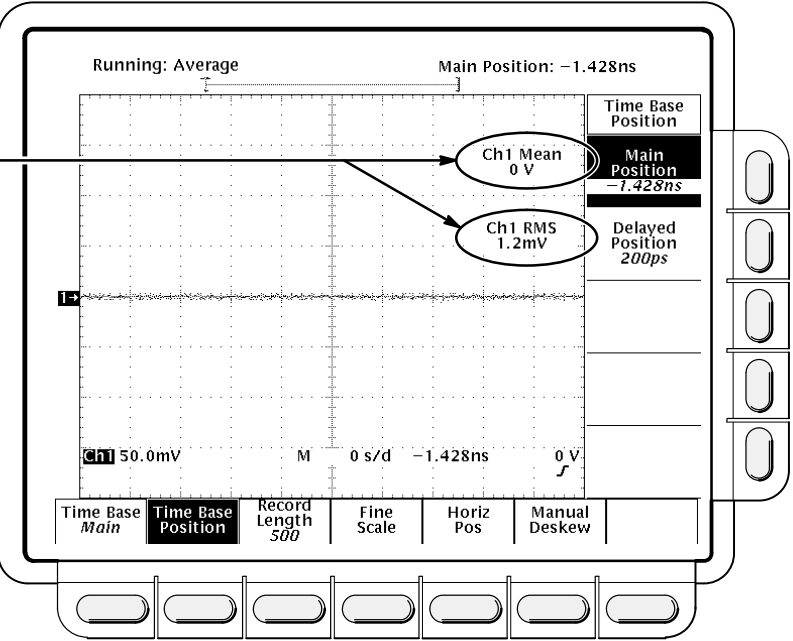 Running: Average
Main Position: −1.428ns
Time Base
Position
Ch1 Mean
0 V
Main
Position
−1.428ns
Ch1 RMS
1.2mV
Delayed
Position
200ps
1→
Ch1 50.0mV M 0 s/d −1.428ns 0 V
Time Base
Main
Time Base
Position
Record
Length
500
Fine
Scale
Horiz
Pos
Manual
Deskew